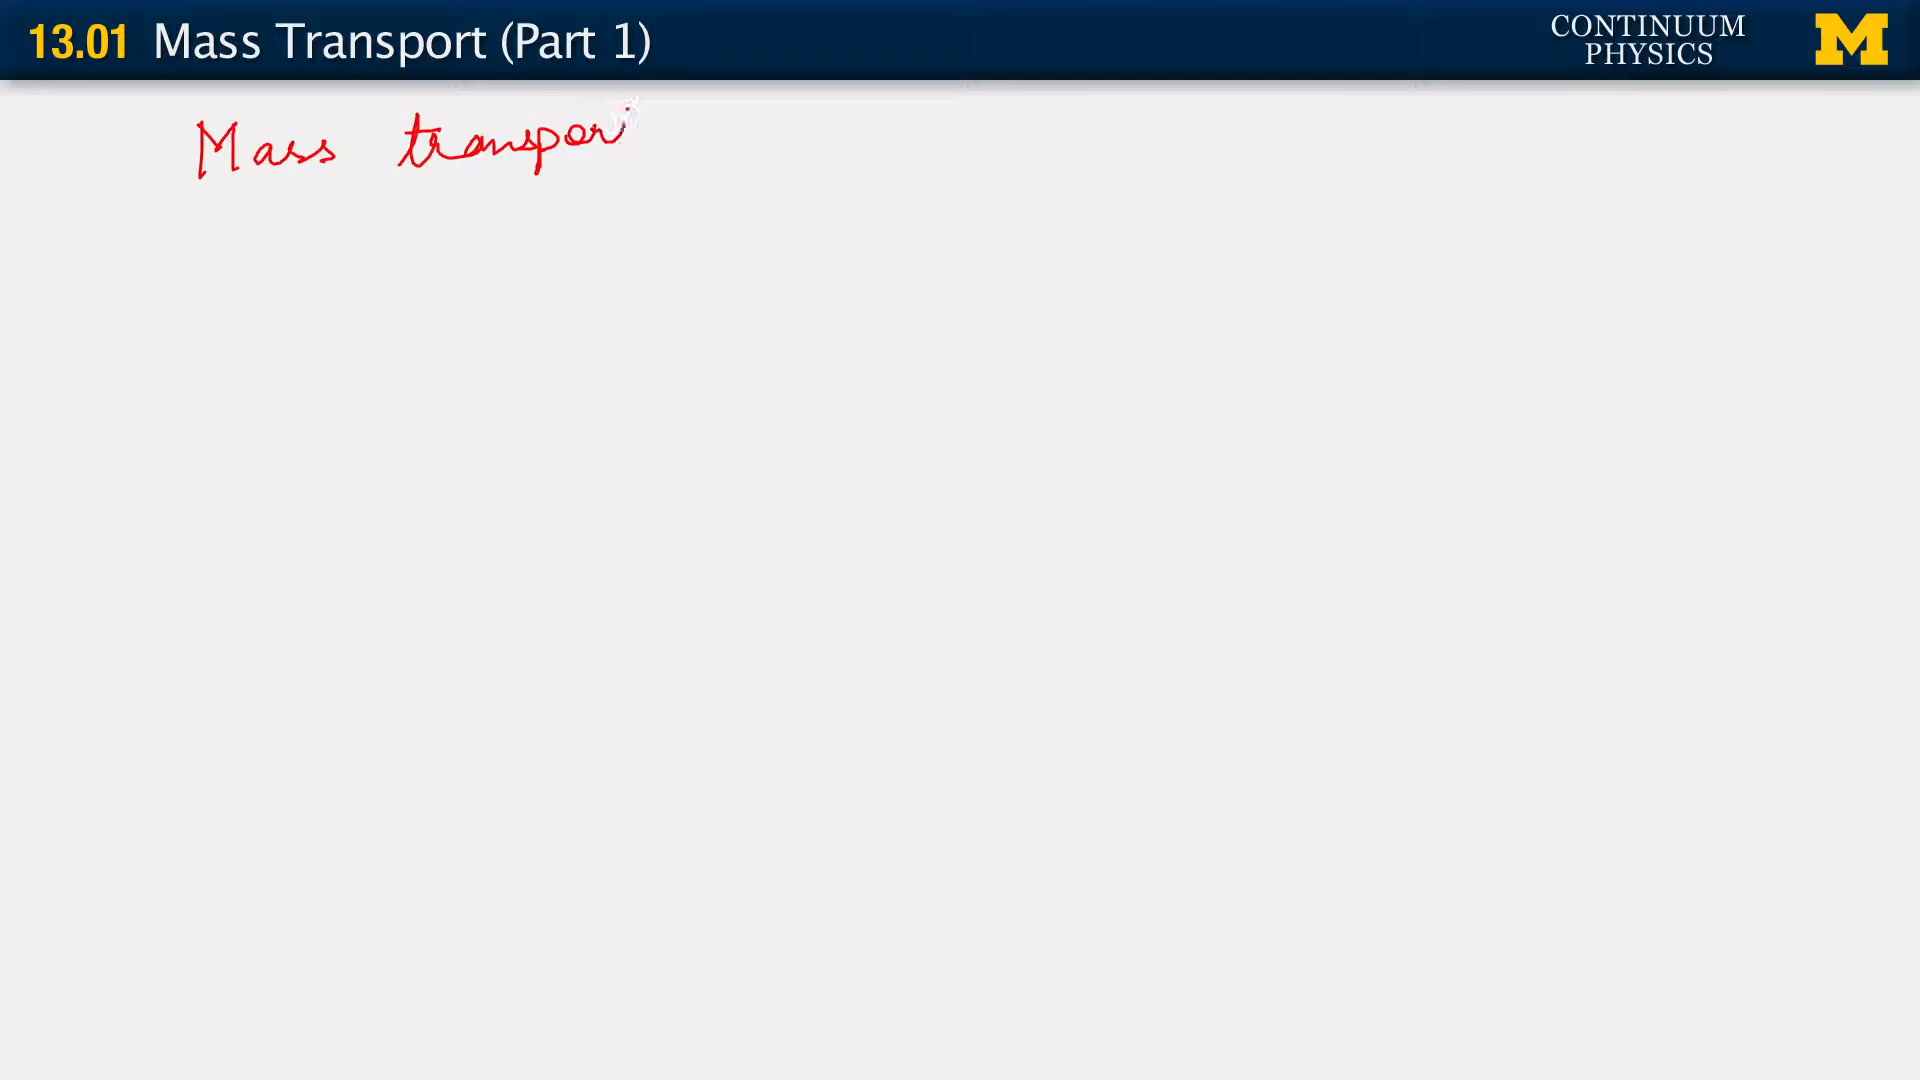 13.01 Mass Transport (Part 1)
CONTINUUM
PHYSICS
M
Mass transpor